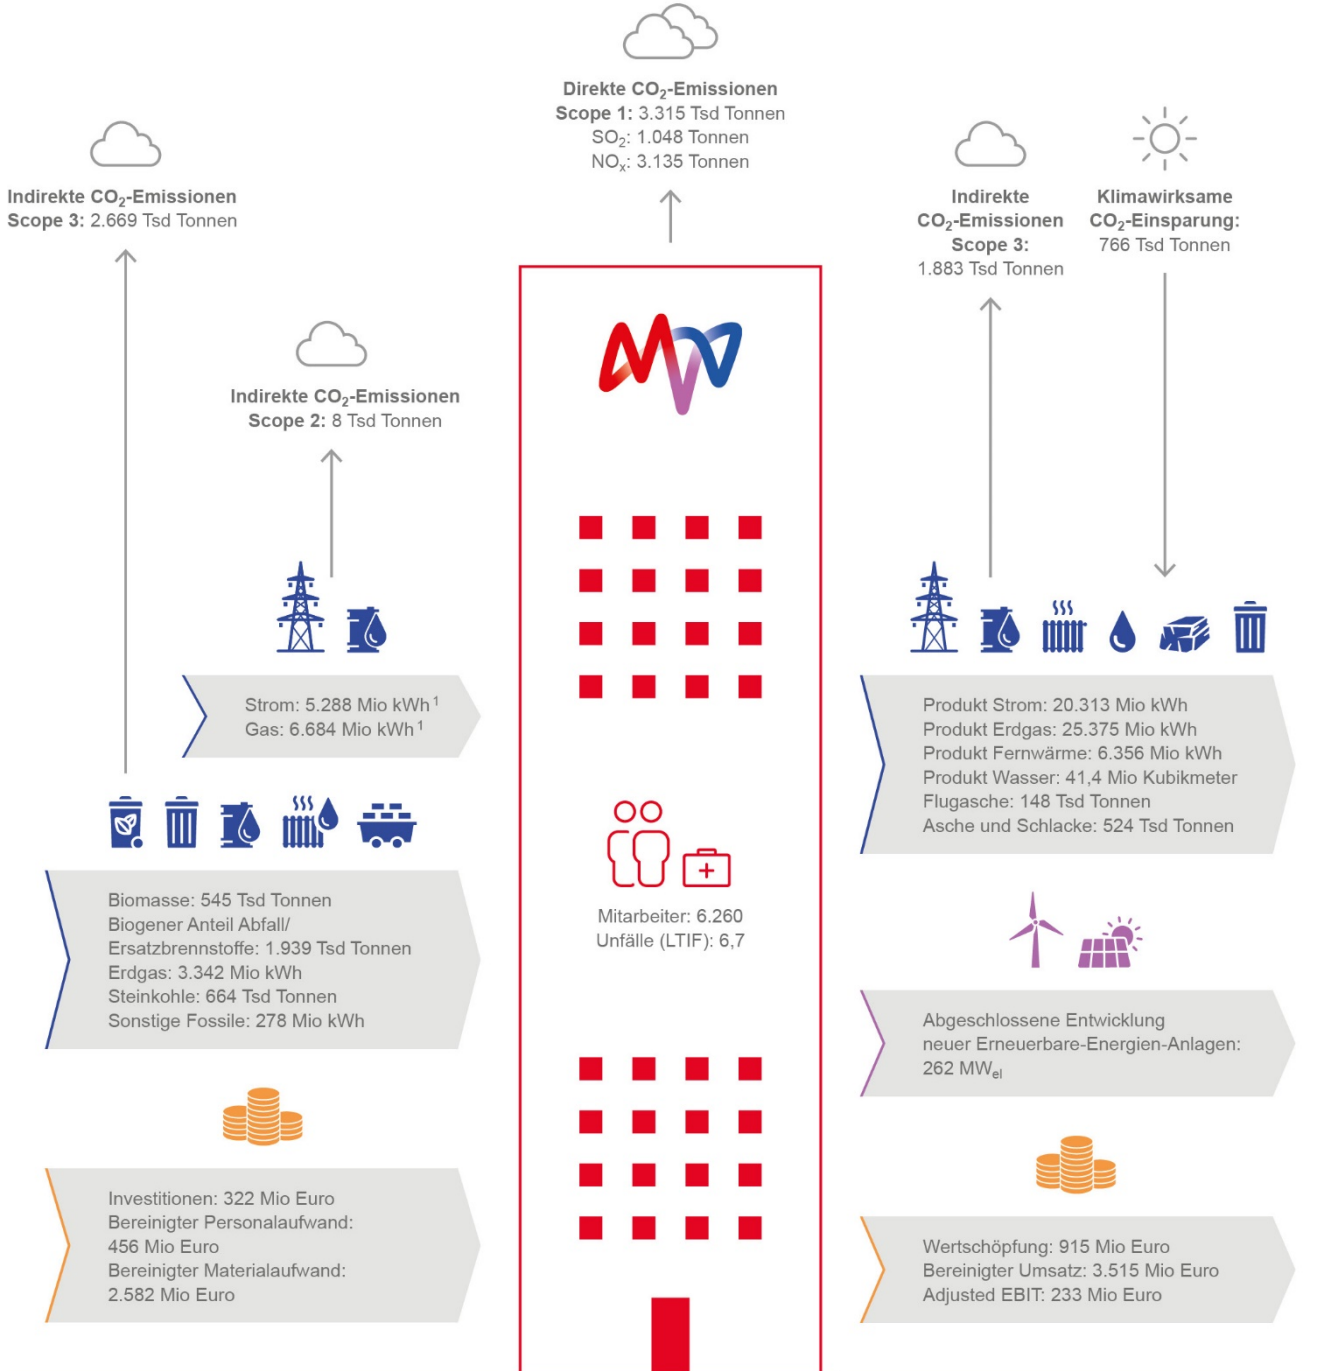 Direkte CO₂-Emissionen
Scope 1: 3.315 Tsd Tonnen
SO₂: 1.048 Tonnen
NOₓ: 3.135 Tonnen
Indirekte CO₂-Emissionen
Scope 3: 2.669 Tsd Tonnen
Indirekte
CO₂-Emissionen
Scope 3:
1.883 Tsd Tonnen
Klimawirksame
CO₂-Einsparung:
766 Tsd Tonnen
MVV
Indirekte CO₂-Emissionen
Scope 2: 8 Tsd Tonnen
Strom: 5.288 Mio kWh ¹
Gas: 6.684 Mio kWh ¹
Produkt Strom: 20.313 Mio kWh
Produkt Erdgas: 25.375 Mio kWh
Produkt Fernwärme: 6.356 Mio kWh
Produkt Wasser: 41,4 Mio Kubikmeter
Flugasche: 148 Tsd Tonnen
Asche und Schlacke: 524 Tsd Tonnen
Biomasse: 545 Tsd Tonnen
Biogener Anteil Abfall/
Ersatzbrennstoffe: 1.939 Tsd Tonnen
Erdgas: 3.342 Mio kWh
Steinkohle: 664 Tsd Tonnen
Sonstige Fossile: 278 Mio kWh
Mitarbeiter: 6.260
Unfälle (LTIF): 6,7
Abgeschlossene Entwicklung
neuer Erneuerbare-Energien-Anlagen:
262 MWₑₗ
Investitionen: 322 Mio Euro
Bereinigter Personalaufwand:
456 Mio Euro
Bereinigter Materialaufwand:
2.582 Mio Euro
Wertschöpfung: 915 Mio Euro
Bereinigter Umsatz: 3.515 Mio Euro
Adjusted EBIT: 233 Mio Euro